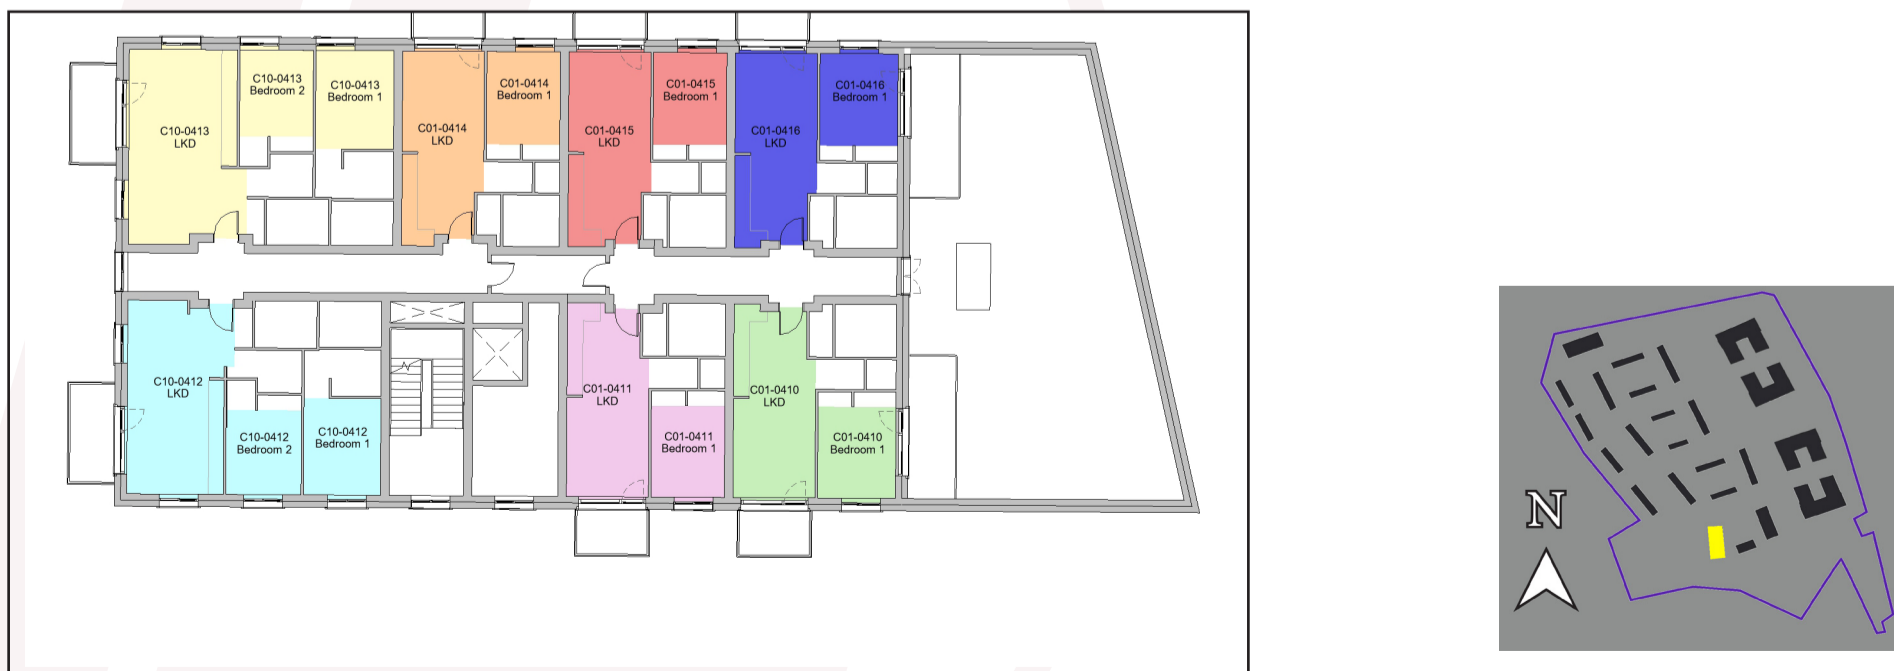 C10-0413
LKD
C10-0413
Bedroom 2
C10-0413
Bedroom 1
C01-0414
LKD
C01-0414
Bedroom 1
C01-0415
LKD
C01-0415
Bedroom 1
C01-0416
LKD
C01-0416
Bedroom 1
C10-0412
LKD
C10-0412
Bedroom 2
C10-0412
Bedroom 1
C01-0411
LKD
C01-0411
Bedroom 1
C01-0410
LKD
C01-0410
Bedroom 1
N